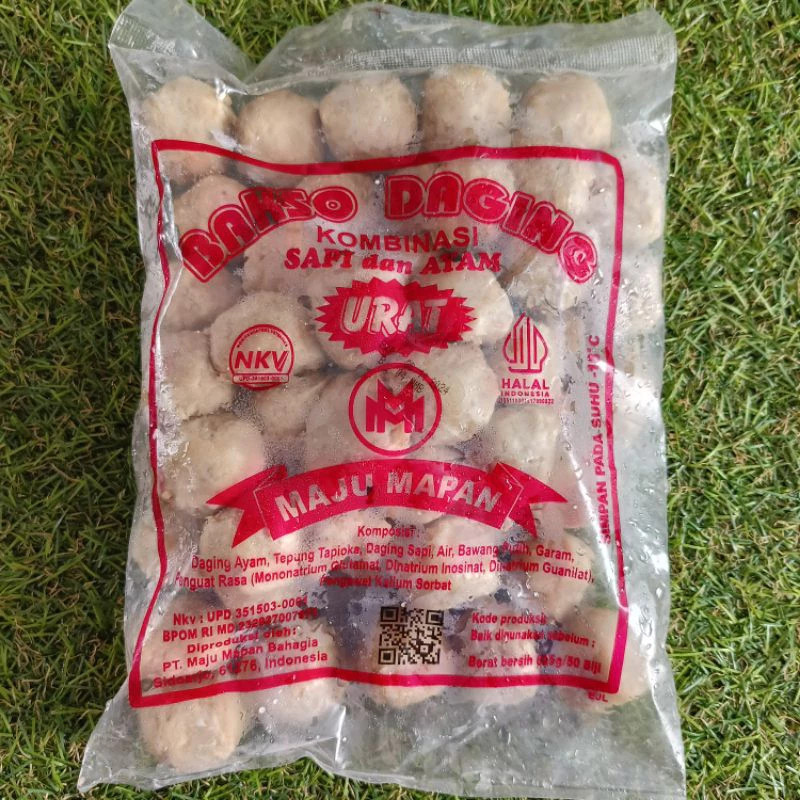 BAKSO DAGING
KOMBINASI
SAPI dan AYAM
URAT
NKV
HALAL
INDONESIA
MM
MAJU MAPAN
SIMPAN PADA SUHU -18°C
Komposisi :
Daging Ayam, Tepung Tapioka, Daging Sapi, Air, Bawang Putih, Garam,
Penguat Rasa (Mononatrium Glutamat, Dinatrium Inosinat, Dinatrium Guanilat),
Pengawet Kalium Sorbat
Nkv : UPD 351503-
BPOM RI MD
Diproduksi oleh:
PT. Maju Mapan Bahagia
Sidoarjo, Indonesia
Kode produksi
Baik digunakan sebelum :
Berat bersih /50 Biji